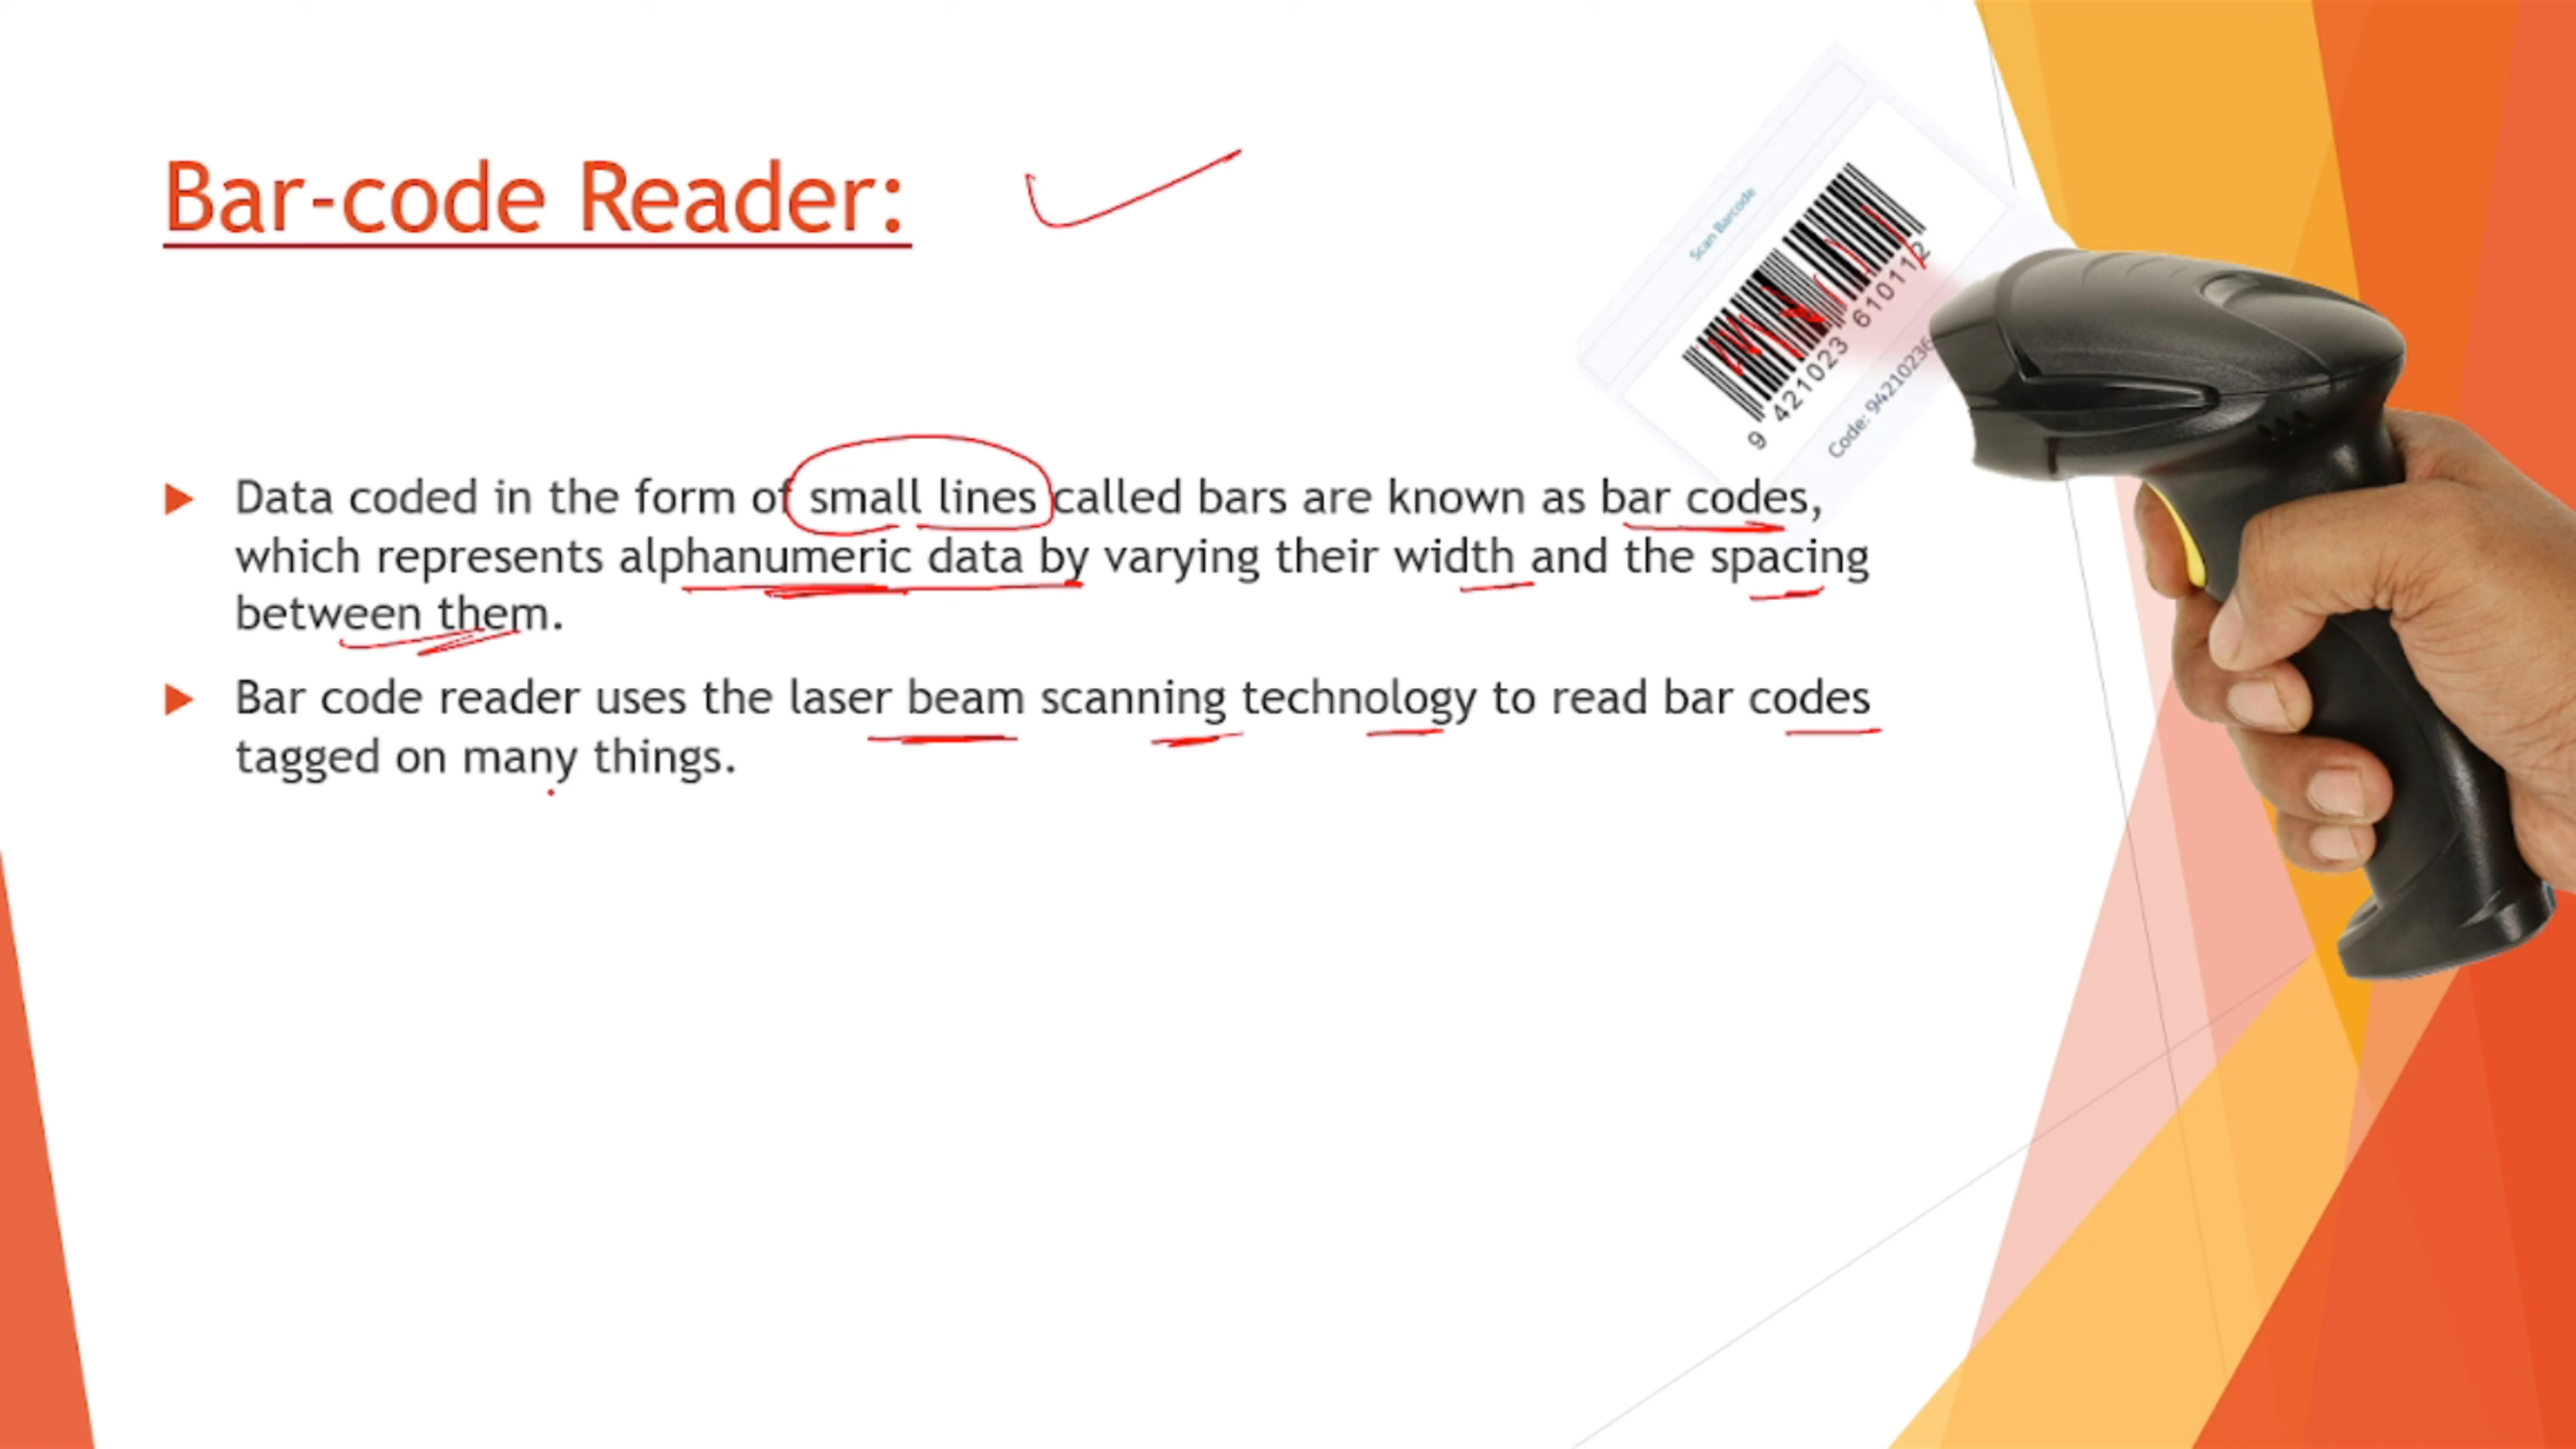 Bar-code Reader:
Scan Barcode
9 421023 610112
Code: 94210236
Data coded in the form of small lines called bars are known as bar codes,
which represents alphanumeric data by varying their width and the spacing
between them.
Bar code reader uses the laser beam scanning technology to read bar codes
tagged on many things.